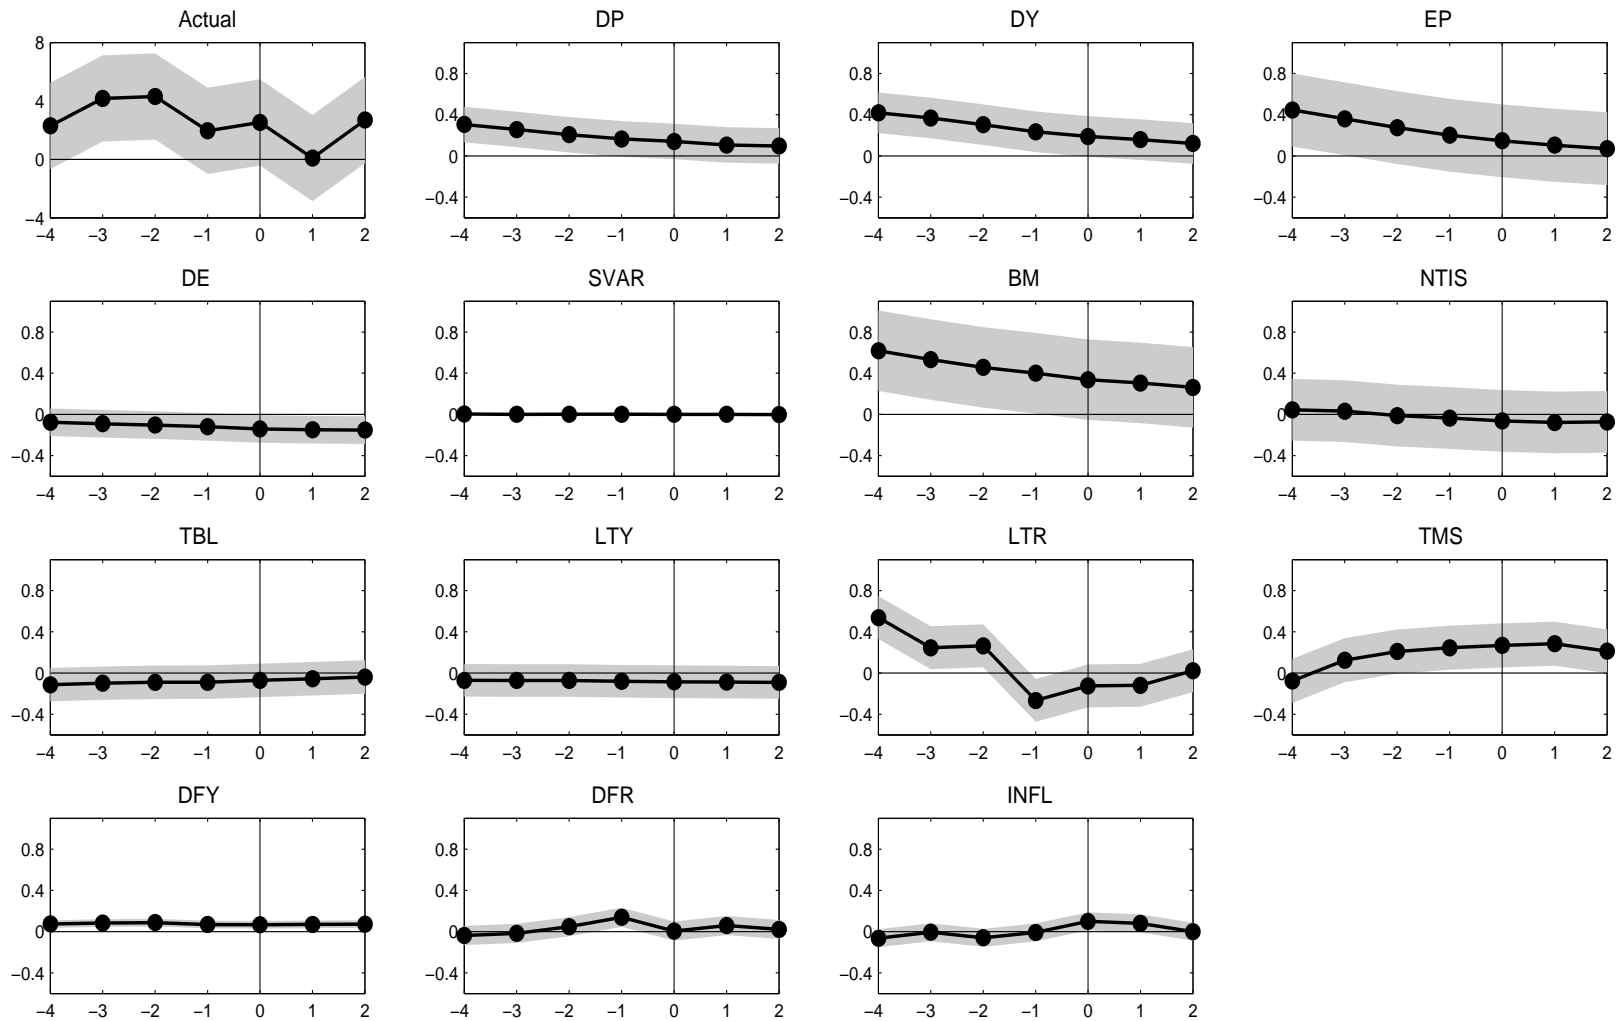 Actual DP DY EP
8 0.8 0.8 0.8
4 0.4 0.4 0.4
0 0 0 0
−4 −0.4 −0.4 −0.4
−4 −3 −2 −1 0 1 2 −4 −3 −2 −1 0 1 2 −4 −3 −2 −1 0 1 2 −4 −3 −2 −1 0 1 2
DE SVAR BM NTIS
0.8 0.8 0.8 0.8
0.4 0.4 0.4 0.4
0 0 0 0
−0.4 −0.4 −0.4 −0.4
−4 −3 −2 −1 0 1 2 −4 −3 −2 −1 0 1 2 −4 −3 −2 −1 0 1 2 −4 −3 −2 −1 0 1 2
TBL LTY LTR TMS
0.8 0.8 0.8 0.8
0.4 0.4 0.4 0.4
0 0 0 0
−0.4 −0.4 −0.4 −0.4
−4 −3 −2 −1 0 1 2 −4 −3 −2 −1 0 1 2 −4 −3 −2 −1 0 1 2 −4 −3 −2 −1 0 1 2
DFY DFR INFL
0.8 0.8 0.8
0.4 0.4 0.4
0 0 0
−0.4 −0.4 −0.4
−4 −3 −2 −1 0 1 2 −4 −3 −2 −1 0 1 2 −4 −3 −2 −1 0 1 2